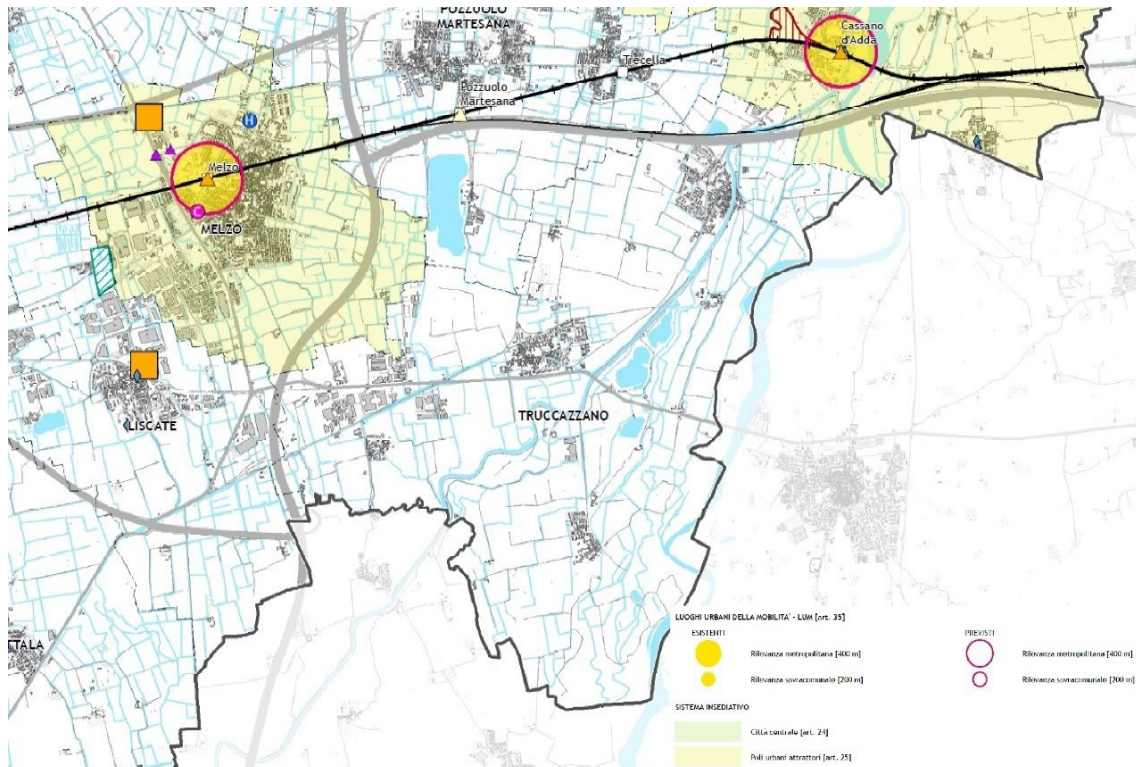 POZZUOLO
MARTESANA
Cassano
d'Adda
Trecella
Pozzuolo
Martesana
H
Melzo
C
MELZO
LISCATE
TRUCCAZZANO
TTALA
LUOGHI URBANI DELLA MOBILITA' - LUM [art. 35]
ESISTENTI
PREVISTI
Rilevanza metropolitana [400 m]
Rilevanza metropolitana [400 m]
Rilevanza sovracomunale [200 m]
Rilevanza sovracomunale [200 m]
SISTEMA INSEDIATIVO
Città centrale [art. 24]
Poli urbani attrattori [art. 25]